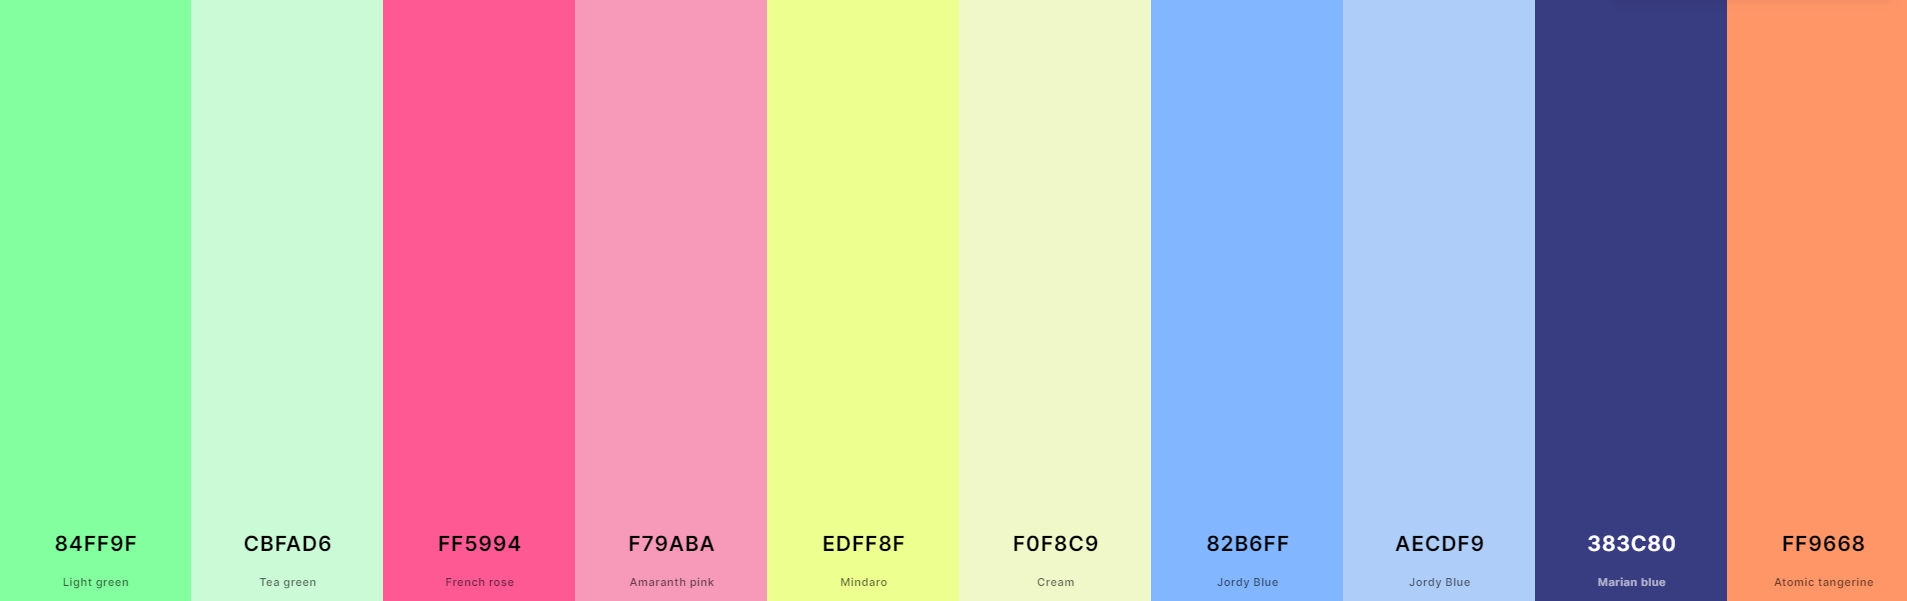 84FF9F
Light green
CBFAD6
Tea green
FF5994
French rose
F79ABA
Amaranth pink
EDFF8F
Mindaro
F0F8C9
Cream
82B6FF
Jordy Blue
AECDF9
Jordy Blue
383C80
Marian blue
FF9668
Atomic tangerine